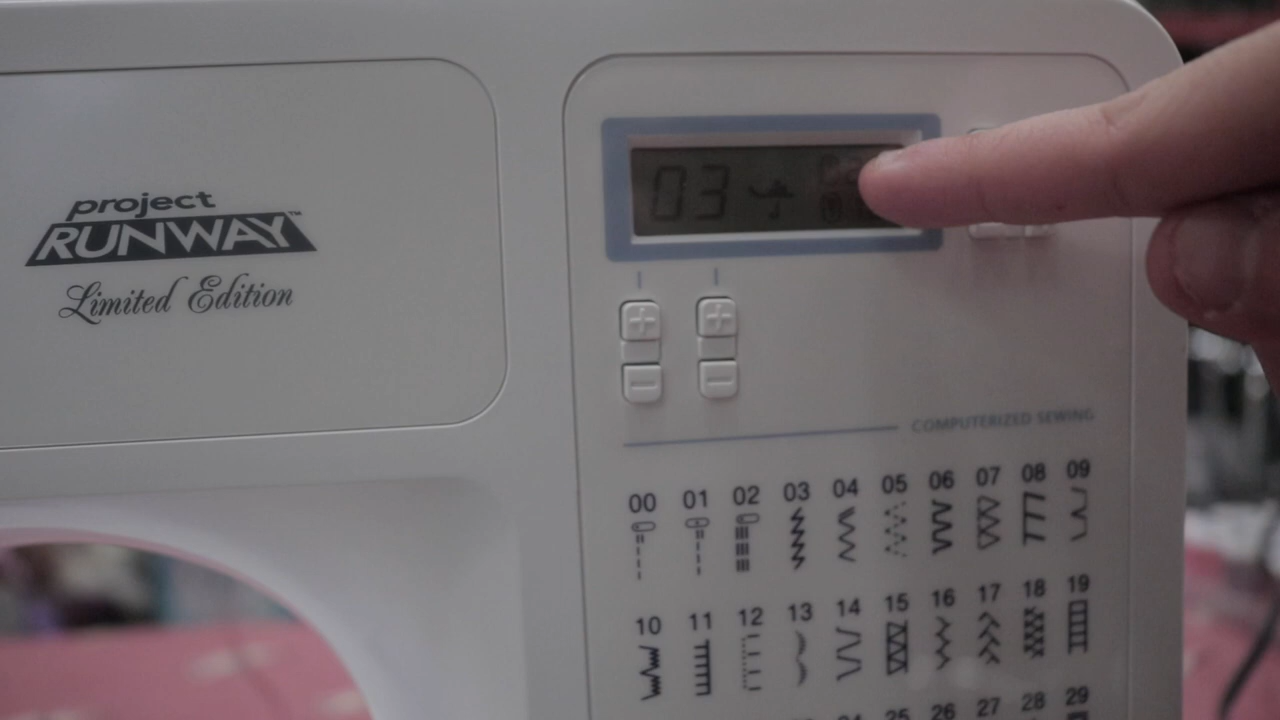 project
RUNWAY™
Limited Edition
03
COMPUTERIZED SEWING
00 01 02 03 04 05 06 07 08 09
10 11 12 13 14 15 16 17 18 19
25 26 27 28 29